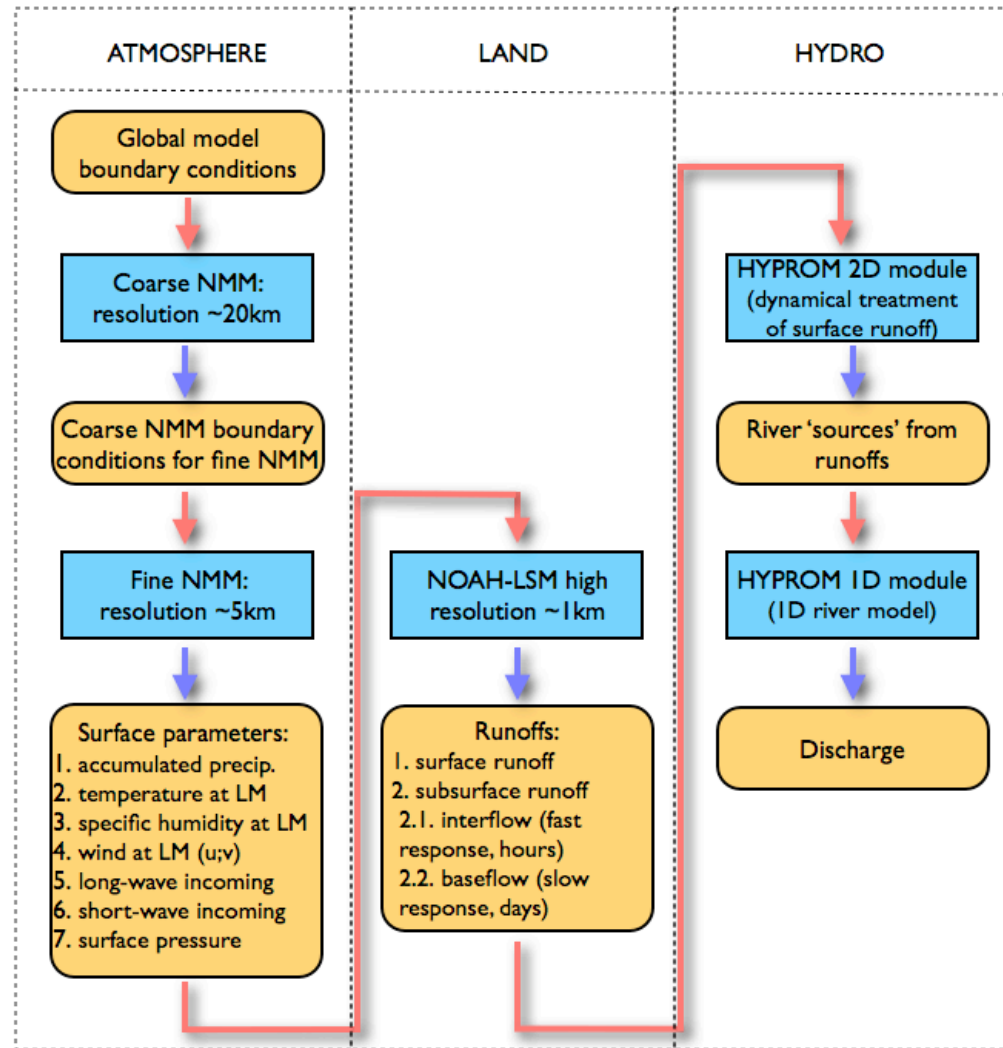 ATMOSPHERE
LAND
HYDRO
Global model
boundary conditions
Coarse NMM:
resolution ~20km
Coarse NMM boundary
conditions for fine NMM
Fine NMM:
resolution ~5km
Surface parameters:
1. accumulated precip.
2. temperature at LM
3. specific humidity at LM
4. wind at LM (u;v)
5. long-wave incoming
6. short-wave incoming
7. surface pressure
NOAH-LSM high
resolution ~1km
Runoffs:
1. surface runoff
2. subsurface runoff
2.1. interflow (fast
response, hours)
2.2. baseflow (slow
response, days)
HYPROM 2D module
(dynamical treatment
of surface runoff)
River ‘sources’ from
runoffs
HYPROM 1D module
(1D river model)
Discharge